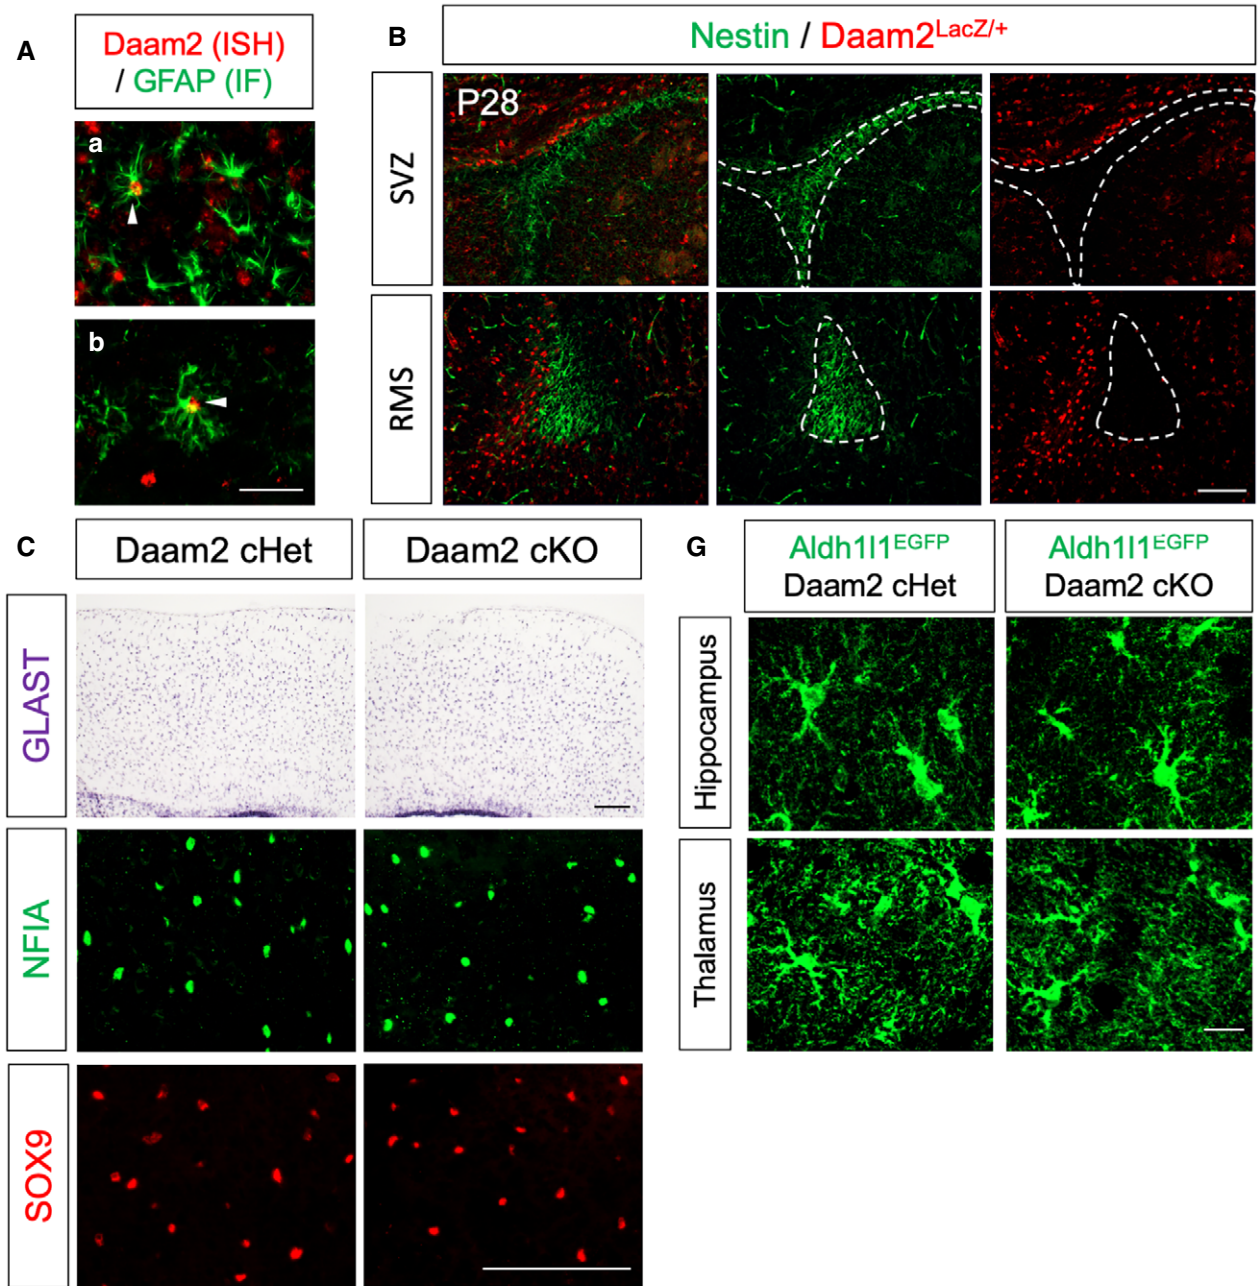 A
Daam2 (ISH)
/ GFAP (IF)
a
b
B
Nestin / Daam2LacZ/+
SVZ
P28
RMS
C
Daam2 cHet
Daam2 cKO
GLAST
NFIA
SOX9
G
Aldh1l1EGFP
Daam2 cHet
Aldh1l1EGFP
Daam2 cKO
Hippocampus
Thalamus